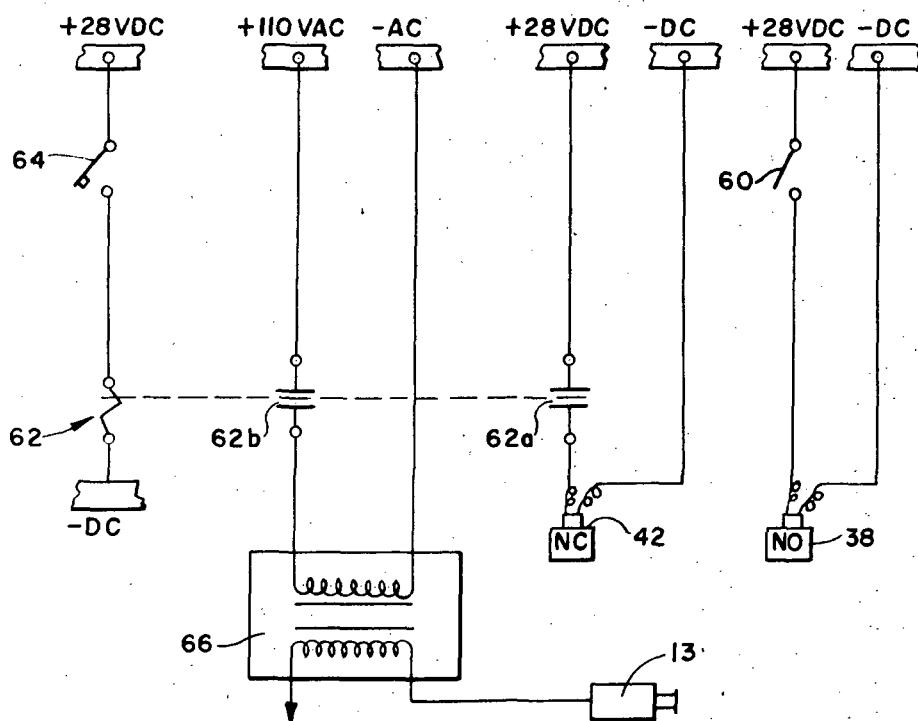 +28VDC +110VAC -AC +28VDC -DC +28VDC -DC
64
60
62 62b 62a
-DC
NC 42 NO 38
66
13